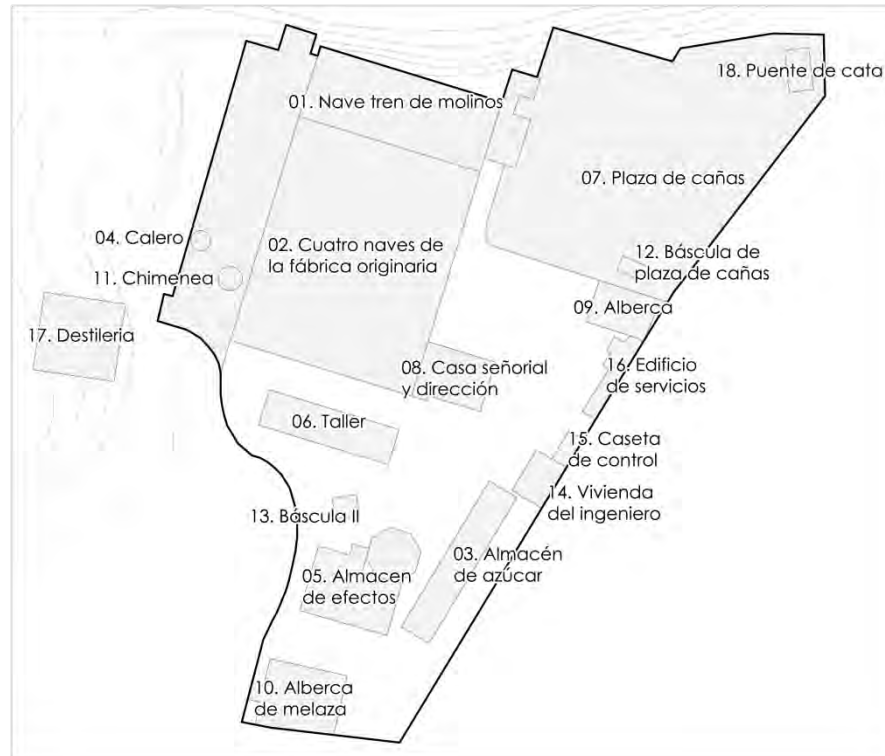 18. Puente de cata
01. Nave tren de molinos
07. Plaza de cañas
04. Calero
02. Cuatro naves de
la fábrica originaria
12. Báscula de
plaza de cañas
11. Chimenea
09. Alberca
17. Destileria
08. Casa señorial
y dirección
16. Edificio
de servicios
06. Taller
15. Caseta
de control
14. Vivienda
del ingeniero
13. Báscula II
03. Almacén
de azúcar
05. Almacen
de efectos
10. Alberca
de melaza